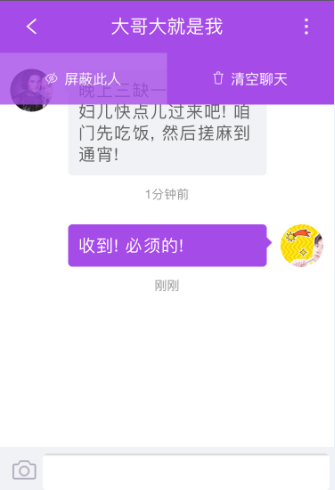 大哥大就是我
屏蔽此人
清空聊天
晚上三缺一
妇儿快点儿过来吧! 咱
门先吃饭, 然后搓麻到
通宵!
1分钟前
收到! 必须的!
刚刚